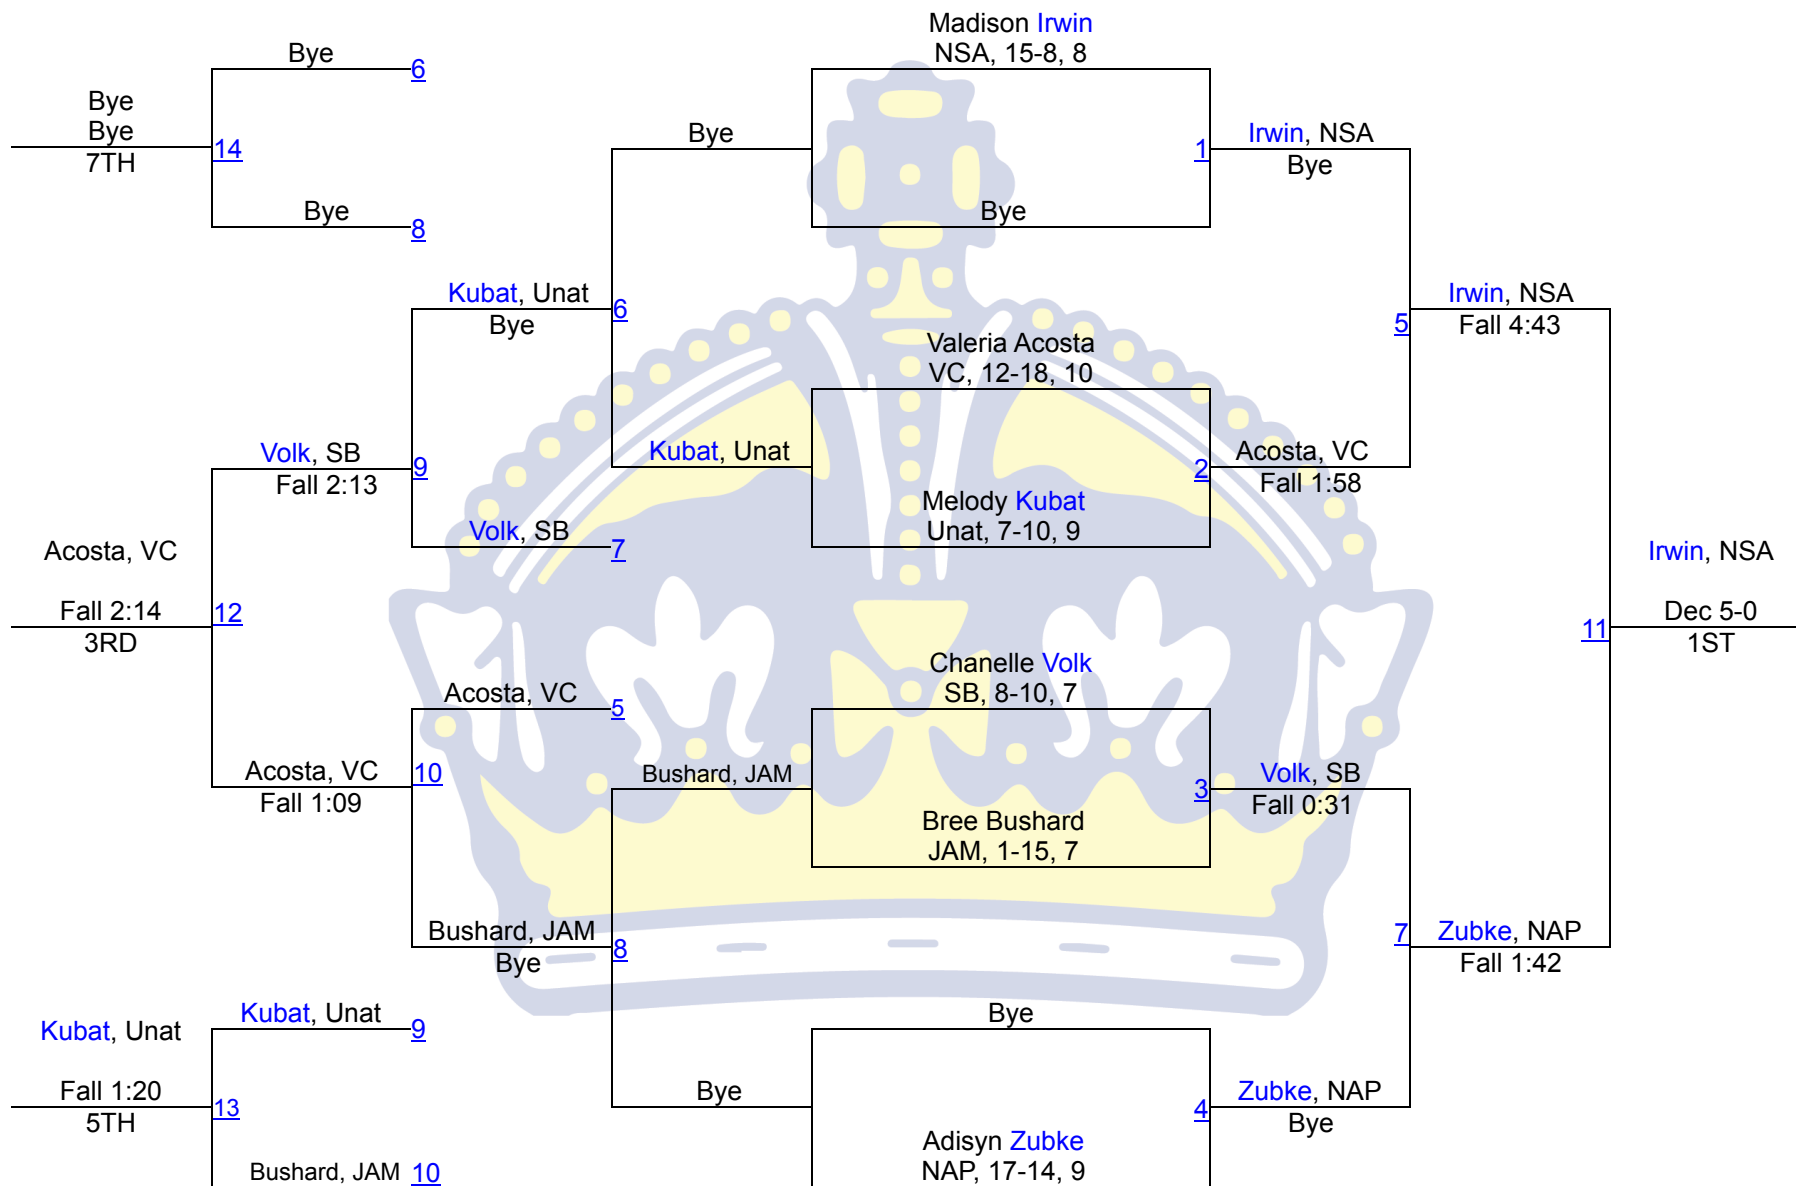 Madison Irwin
NSA, 15-8, 8
Bye
6
Bye
Bye
14
7TH
Bye
8
Bye
1
Irwin, NSA
Bye
Bye
Kubat, Unat
6
Bye
Irwin, NSA
5
Fall 4:43
Valeria Acosta
VC, 12-18, 10
Volk, SB
9
Fall 2:13
Kubat, Unat
2
Acosta, VC
Fall 1:58
Melody Kubat
Unat, 7-10, 9
Volk, SB
7
Acosta, VC
Fall 2:14
12
3RD
Irwin, NSA
Dec 5-0
11
1ST
Chanelle Volk
SB, 8-10, 7
Acosta, VC
5
Acosta, VC
10
Fall 1:09
Bushard, JAM
3
Volk, SB
Fall 0:31
Bree Bushard
JAM, 1-15, 7
Bushard, JAM
8
Bye
7
Zubke, NAP
Fall 1:42
Kubat, Unat
9
Bye
Kubat, Unat
Fall 1:20
13
5TH
Bye
4
Zubke, NAP
Bye
Adisyn Zubke
NAP, 17-14, 9
Bushard, JAM
10